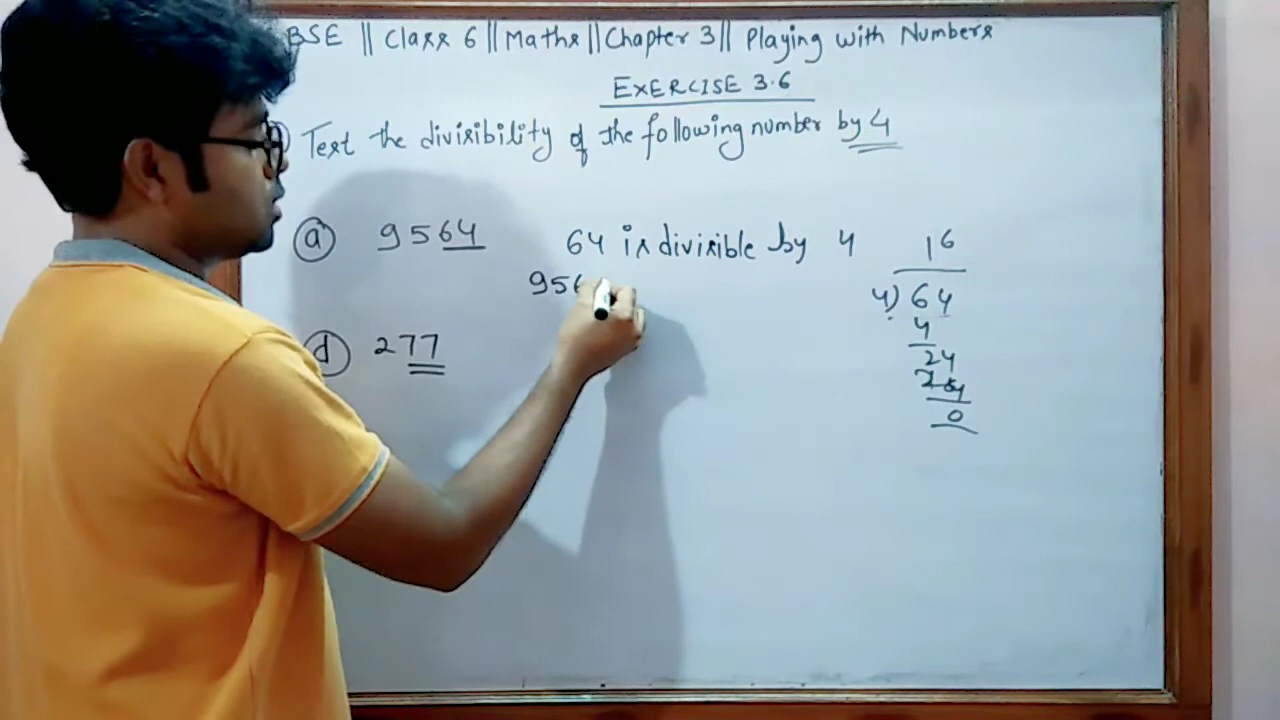 BSE || Class 6 || Maths || Chapter 3 || Playing with Numbers
EXERCISE 3.6
Test the divisibility of the following number by 4
(a) 9564 64 is divisible by 4
956
(d) 277
16
4) 64
4
24
24
0